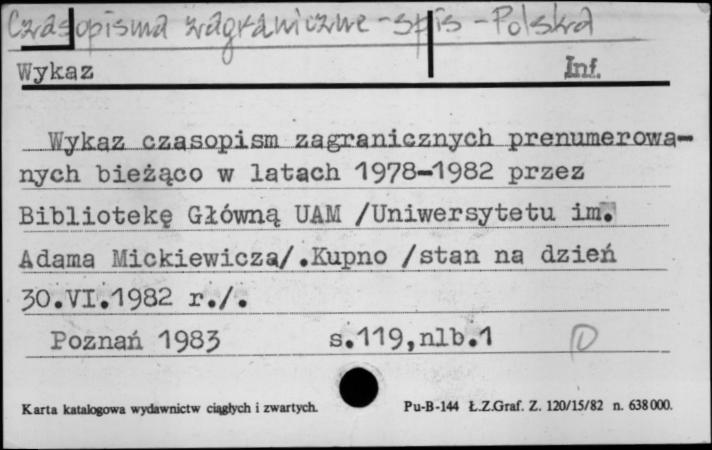 Czasopisma zagraniczne - spis - Polska
Wykaz Inf.
Wykaz czasopism zagranicznych prenumerowa-
nych bieżąco w latach 1978-1982 przez
Bibliotekę Główną UAM /Uniwersytetu im.
Adama Mickiewicza/.Kupno /stan na dzień
30.VI.1982 r./.
Poznań 1983 s.119,nlb.1
Karta katalogowa wydawnictw ciągłych i zwartych. Pu-B-144 Ł.Z.Graf. Z. 120/15/82 n. 638000.